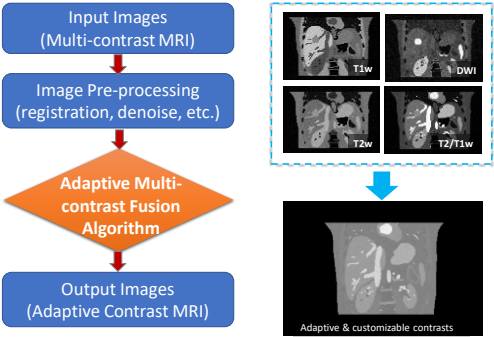 Input Images
(Multi-contrast MRI)
Image Pre-processing
(registration, denoise, etc.)
Adaptive Multi-
contrast Fusion
Algorithm
Output Images
(Adaptive Contrast MRI)
T1w
DWI
T2w
T2/T1w
Adaptive & customizable contrasts